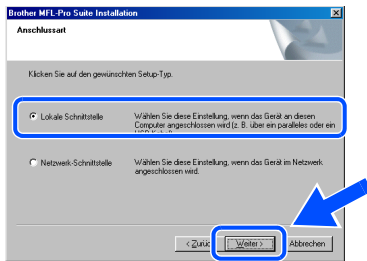 Brother MFL-Pro Suite Installation
Anschlussart
Klicken Sie auf den gewünschten Setup-Typ.
Lokale Schnittstelle
Wählen Sie diese Einstellung, wenn das Gerät an diesen
Computer angeschlossen wird (z. B. über ein paralleles oder ein
Netzwerk-Schnittstelle
Wählen Sie diese Einstellung, wenn das Gerät im Netzwerk
angeschlossen wird.
Weiter >
Abbrechen